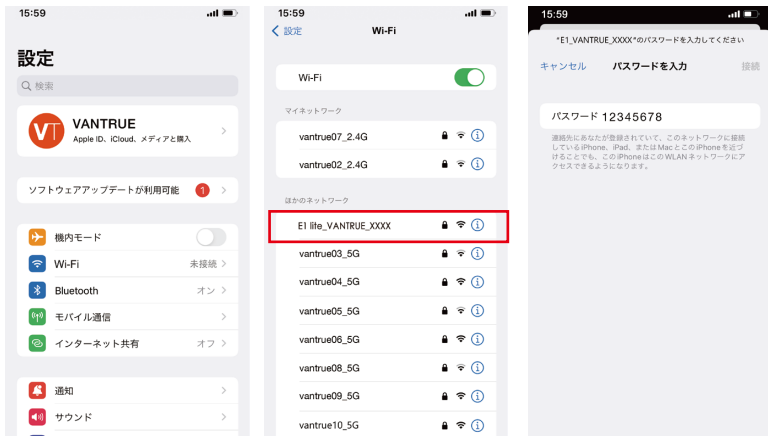 15:59
設定
検索
VT
VANTRUE
Apple ID、iCloud、メディアと購入
ソフトウェアアップデートが利用可能 1
機内モード
Wi-Fi 未接続
Bluetooth オン
モバイル通信
インターネット共有 オフ
通知
サウンド
15:59
設定 Wi-Fi
Wi-Fi
マイネットワーク
vantrue07_2.4G
vantrue02_2.4G
ほかのネットワーク
E1 lite_VANTRUE_XXXX
vantrue03_5G
vantrue04_5G
vantrue05_5G
vantrue06_5G
vantrue08_5G
vantrue09_5G
vantrue10_5G
15:59
"E1_VANTRUE_XXXX"のパスワードを入力してください
キャンセル パスワードを入力 接続
パスワード 12345678
連絡先にあなたが登録されていて、このネットワークに接続
しているiPhone、iPad、またはMacとこのiPhoneを近づ
けることでも、このiPhoneはこのWLANネットワークにア
クセスできるようになります。